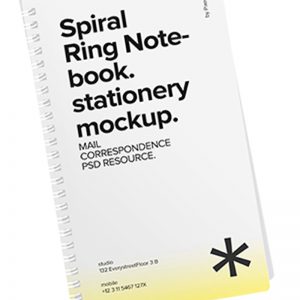 Spiral
Ring Note-
book.
stationery
mockup.
MAIL
CORRESPONDENCE
PSD RESOURCE.
studio
132 EverystreetFloor 3 B
mobile
+12 3 11 5467 127X